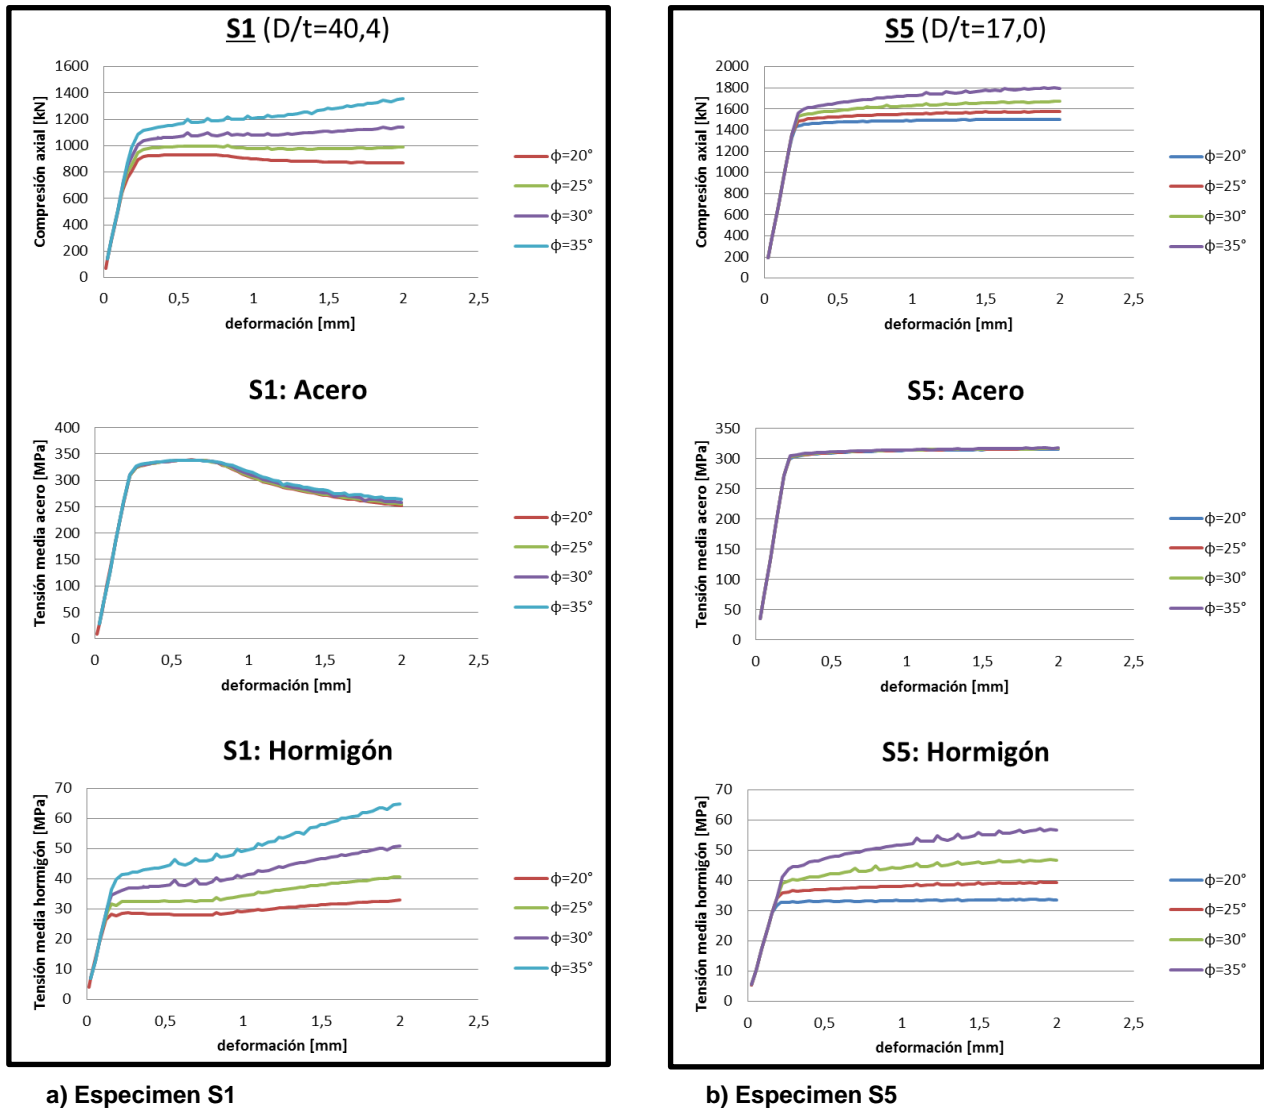 S1 (D/t=40,4)
Compresión axial [kN]
1600
1400
1200
1000
800
600
400
200
0
0 0,5 1 1,5 2 2,5
deformación [mm]
ϕ=20°
ϕ=25°
ϕ=30°
ϕ=35°
S1: Acero
Tensión media acero [MPa]
400
350
300
250
200
150
100
50
0
0 0,5 1 1,5 2 2,5
deformación [mm]
ϕ=20°
ϕ=25°
ϕ=30°
ϕ=35°
S1: Hormigón
Tensión media hormigón [MPa]
70
60
50
40
30
20
10
0
0 0,5 1 1,5 2 2,5
deformación [mm]
ϕ=20°
ϕ=25°
ϕ=30°
ϕ=35°
a) Especimen S1
S5 (D/t=17,0)
Compresión axial [kN]
2000
1800
1600
1400
1200
1000
800
600
400
200
0
0 0,5 1 1,5 2 2,5
deformación [mm]
ϕ=20°
ϕ=25°
ϕ=30°
ϕ=35°
S5: Acero
Tensión media acero [MPa]
350
300
250
200
150
100
50
0
0 0,5 1 1,5 2 2,5
deformación [mm]
ϕ=20°
ϕ=25°
ϕ=30°
ϕ=35°
S5: Hormigón
Tensión media hormigón [MPa]
70
60
50
40
30
20
10
0
0 0,5 1 1,5 2 2,5
deformación [mm]
ϕ=20°
ϕ=25°
ϕ=30°
ϕ=35°
b) Especimen S5